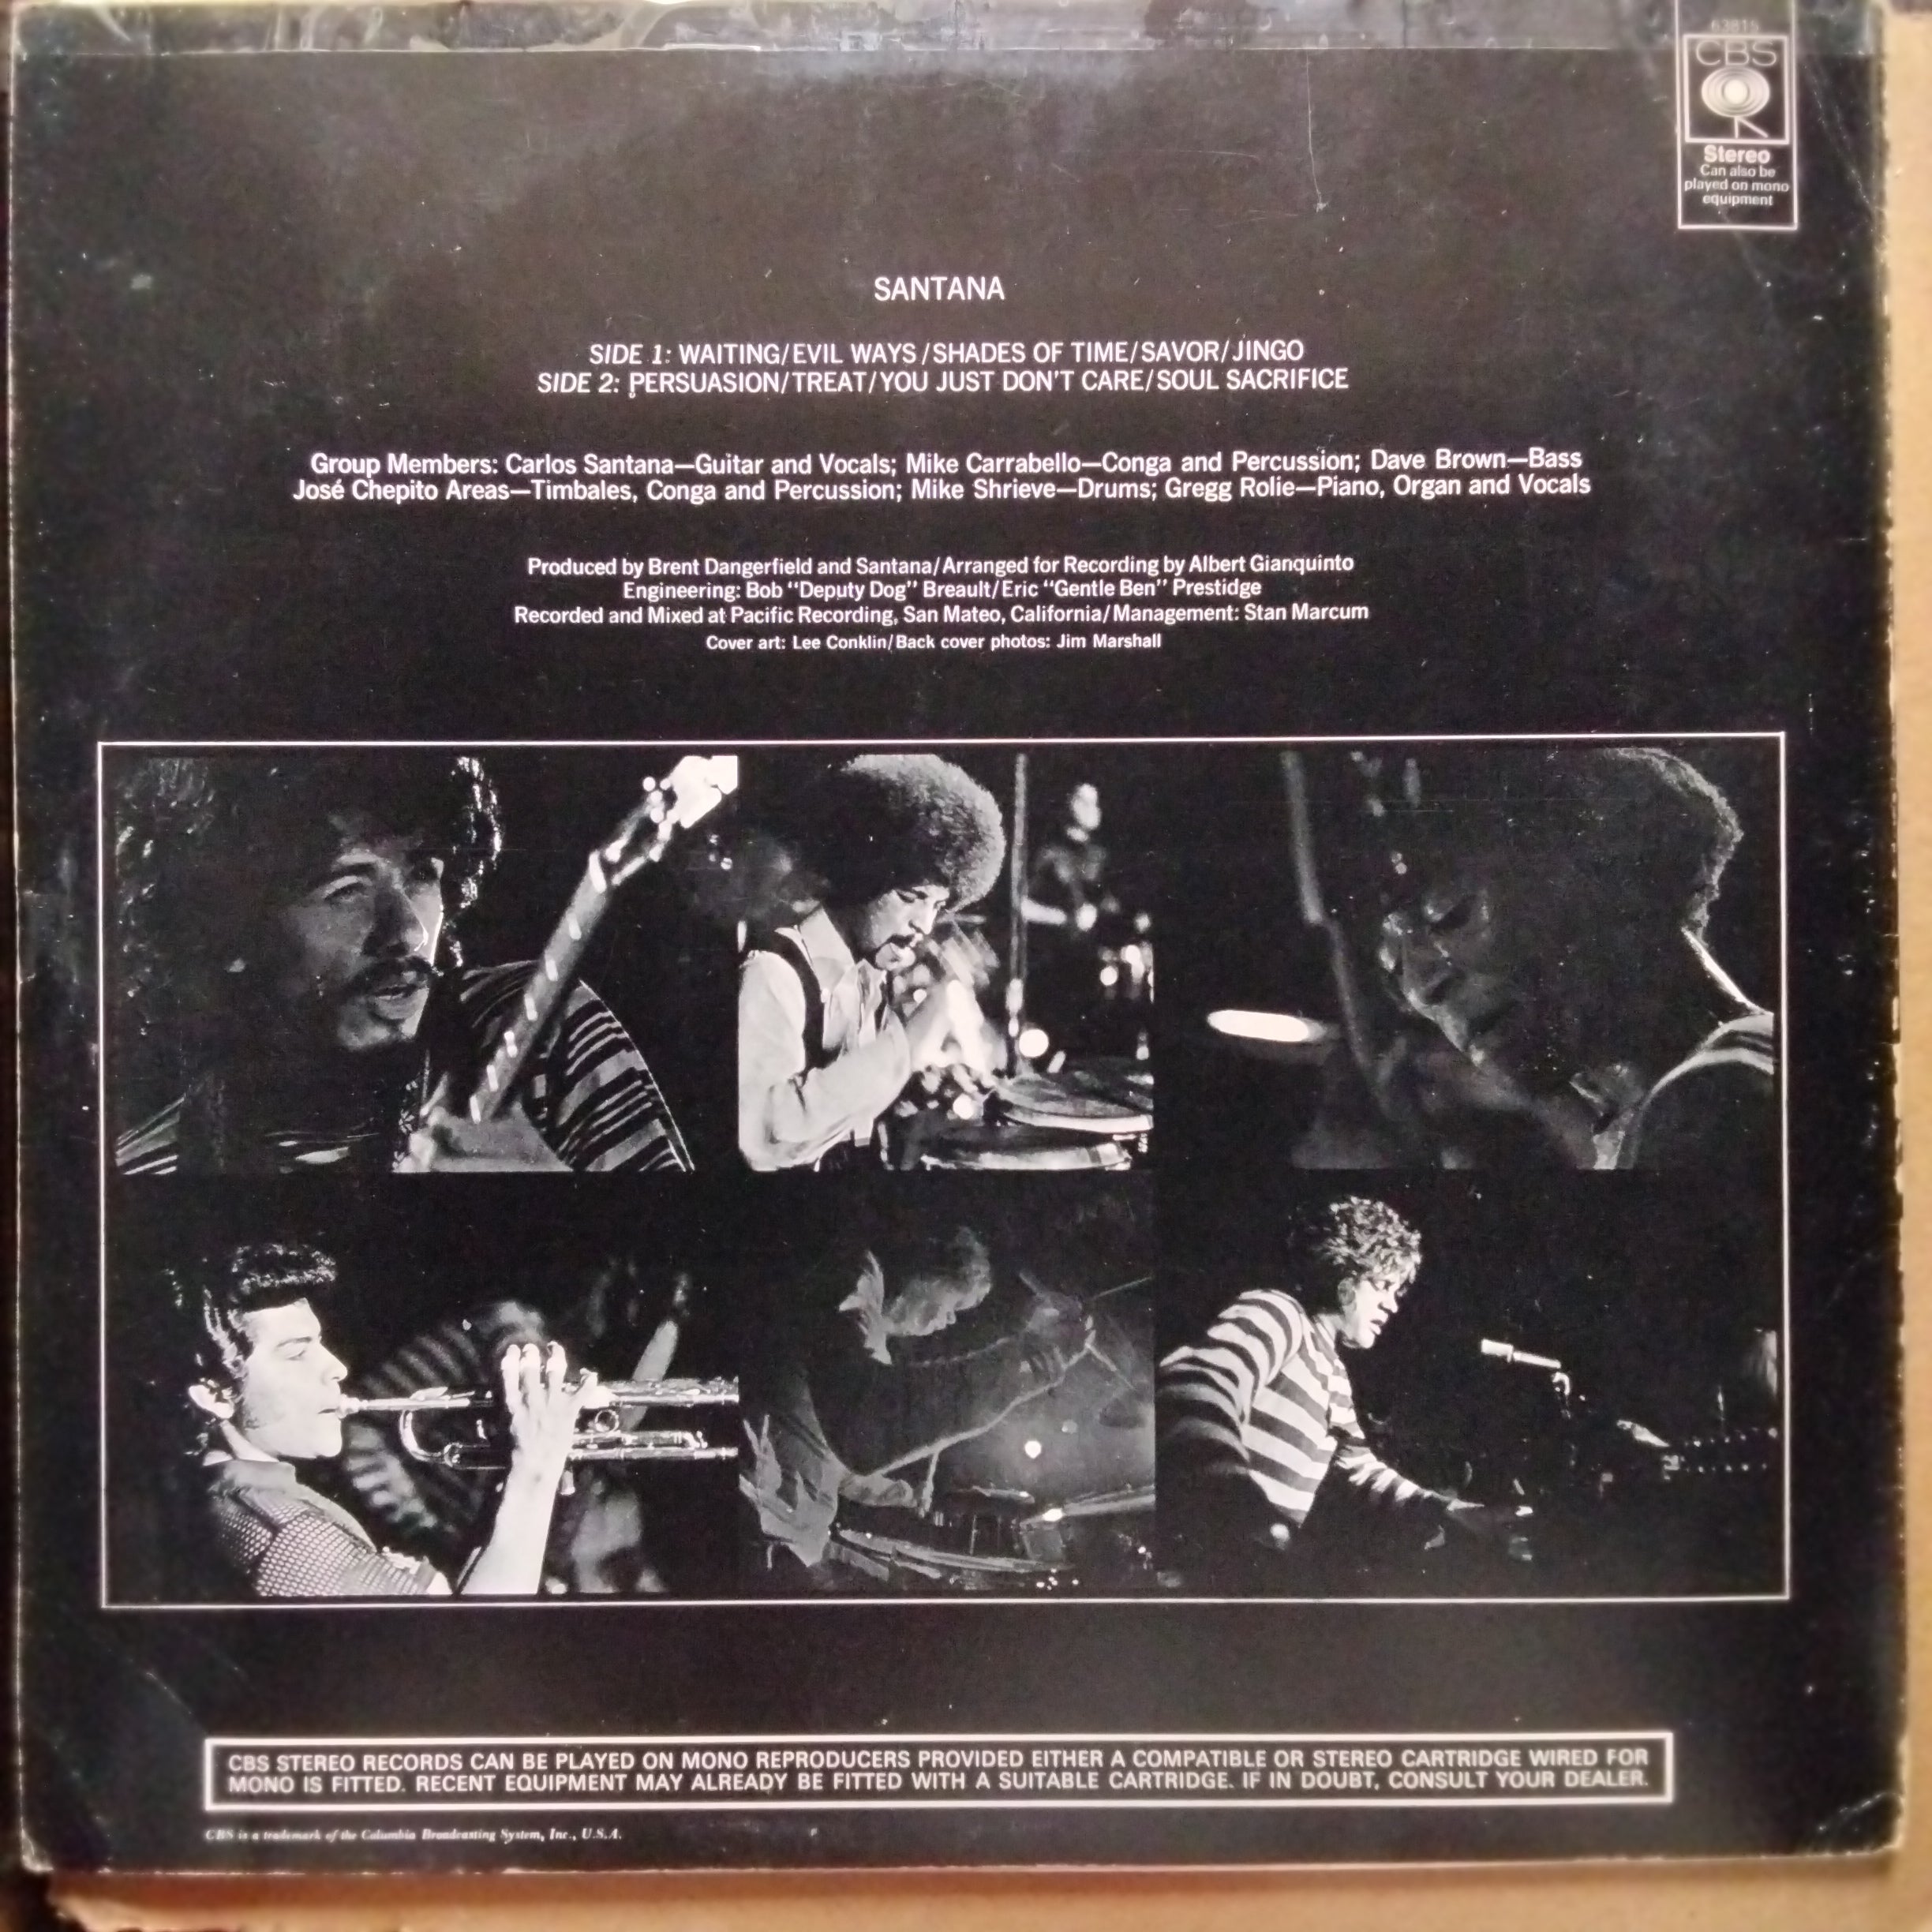 63815
CBS
Stereo
Can also be
played on mono
equipment
SANTANA
SIDE 1: WAITING/EVIL WAYS/SHADES OF TIME/SAVOR/JINGO
SIDE 2: PERSUASION/TREAT/YOU JUST DON'T CARE/SOUL SACRIFICE
Group Members: Carlos Santana—Guitar and Vocals; Mike Carrabello—Conga and Percussion; Dave Brown—Bass
José Chepito Areas—Timbales, Conga and Percussion; Mike Shrieve—Drums; Gregg Rolie—Piano, Organ and Vocals
Produced by Brent Dangerfield and Santana/Arranged for Recording by Albert Gianquinto
Engineering: Bob "Deputy Dog" Breault/Eric "Gentle Ben" Prestidge
Recorded and Mixed at Pacific Recording, San Mateo, California/Management: Stan Marcum
Cover art: Lee Conklin/Back cover photos: Jim Marshall
CBS STEREO RECORDS CAN BE PLAYED ON MONO REPRODUCERS PROVIDED EITHER A COMPATIBLE OR STEREO CARTRIDGE WIRED FOR
MONO IS FITTED. RECENT EQUIPMENT MAY ALREADY BE FITTED WITH A SUITABLE CARTRIDGE. IF IN DOUBT, CONSULT YOUR DEALER.
CBS is a trademark of the Columbia Broadcasting System, Inc., U.S.A.